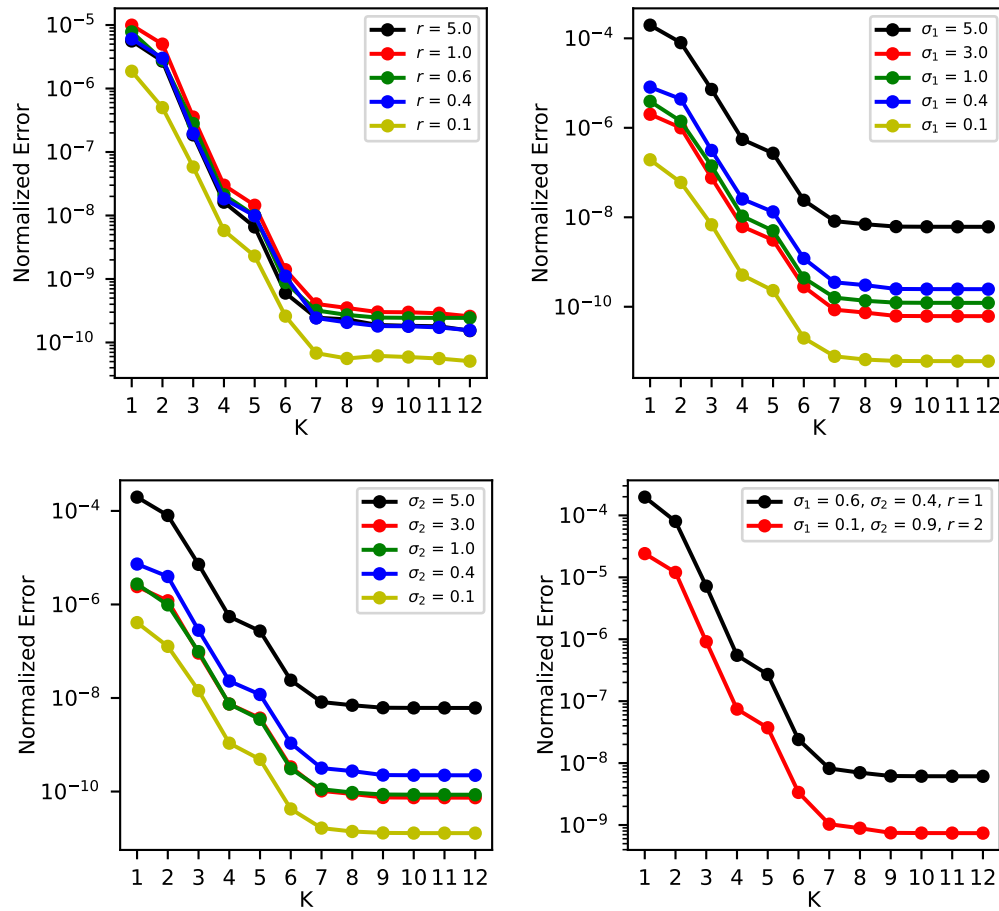 Normalized Error
10⁻⁵
10⁻⁶
10⁻⁷
10⁻⁸
10⁻⁹
10⁻¹⁰
r = 5.0
r = 1.0
r = 0.6
r = 0.4
r = 0.1
1 2 3 4 5 6 7 8 9 10 11 12
K
Normalized Error
10⁻⁴
10⁻⁶
10⁻⁸
10⁻¹⁰
σ₁ = 5.0
σ₁ = 3.0
σ₁ = 1.0
σ₁ = 0.4
σ₁ = 0.1
1 2 3 4 5 6 7 8 9 10 11 12
K
Normalized Error
10⁻⁴
10⁻⁶
10⁻⁸
10⁻¹⁰
σ₂ = 5.0
σ₂ = 3.0
σ₂ = 1.0
σ₂ = 0.4
σ₂ = 0.1
1 2 3 4 5 6 7 8 9 10 11 12
K
Normalized Error
10⁻⁴
10⁻⁵
10⁻⁶
10⁻⁷
10⁻⁸
10⁻⁹
σ₁ = 0.6, σ₂ = 0.4, r = 1
σ₁ = 0.1, σ₂ = 0.9, r = 2
1 2 3 4 5 6 7 8 9 10 11 12
K